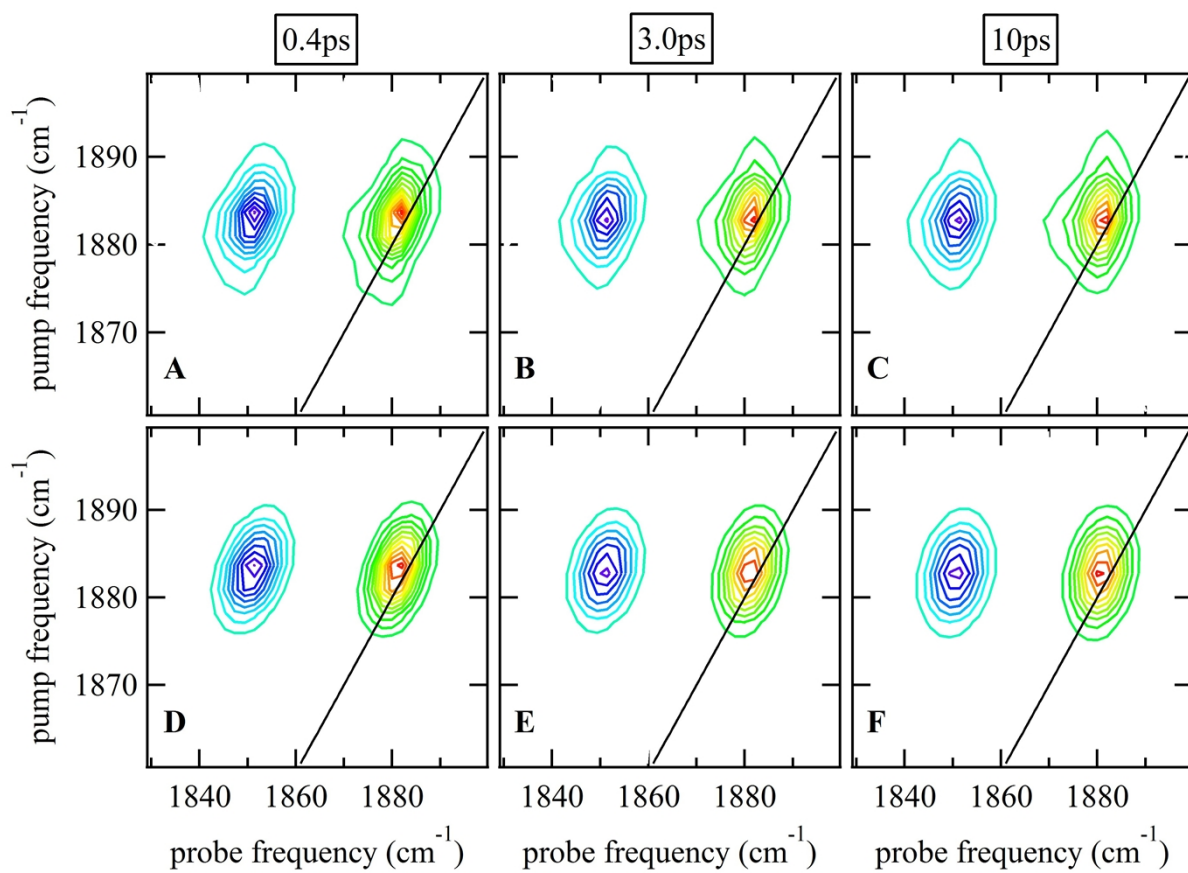 0.4ps 3.0ps 10ps
pump frequency (cm-1)
1890
1880
1870
A B C
pump frequency (cm-1)
1890
1880
1870
D E F
1840 1860 1880 1840 1860 1880 1840 1860 1880
probe frequency (cm-1) probe frequency (cm-1) probe frequency (cm-1)